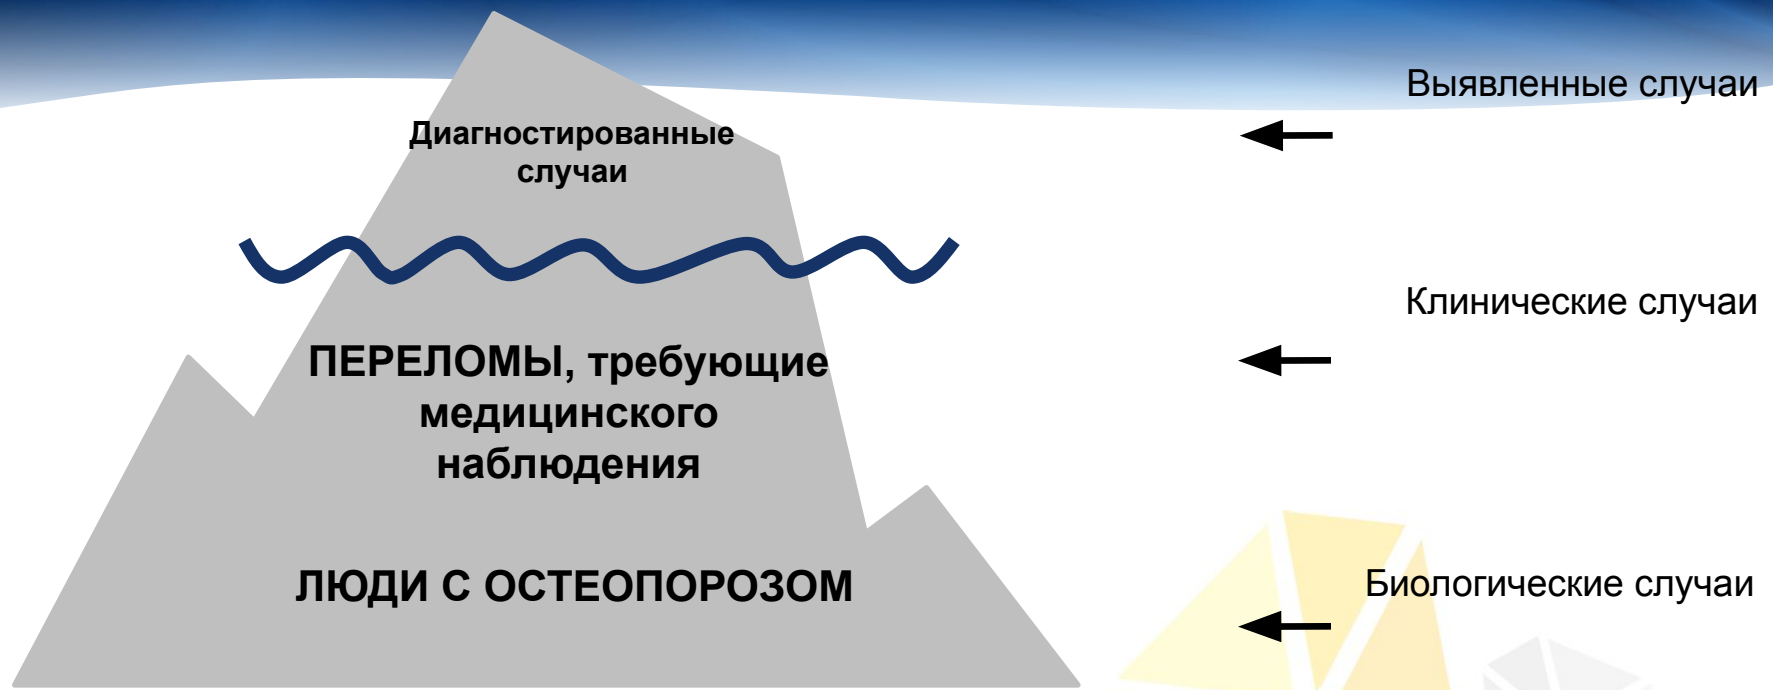 Выявленные случаи
Диагностированные
случаи
Клинические случаи
ПЕРЕЛОМЫ, требующие
медицинского
наблюдения
Биологические случаи
ЛЮДИ С ОСТЕОПОРОЗОМ